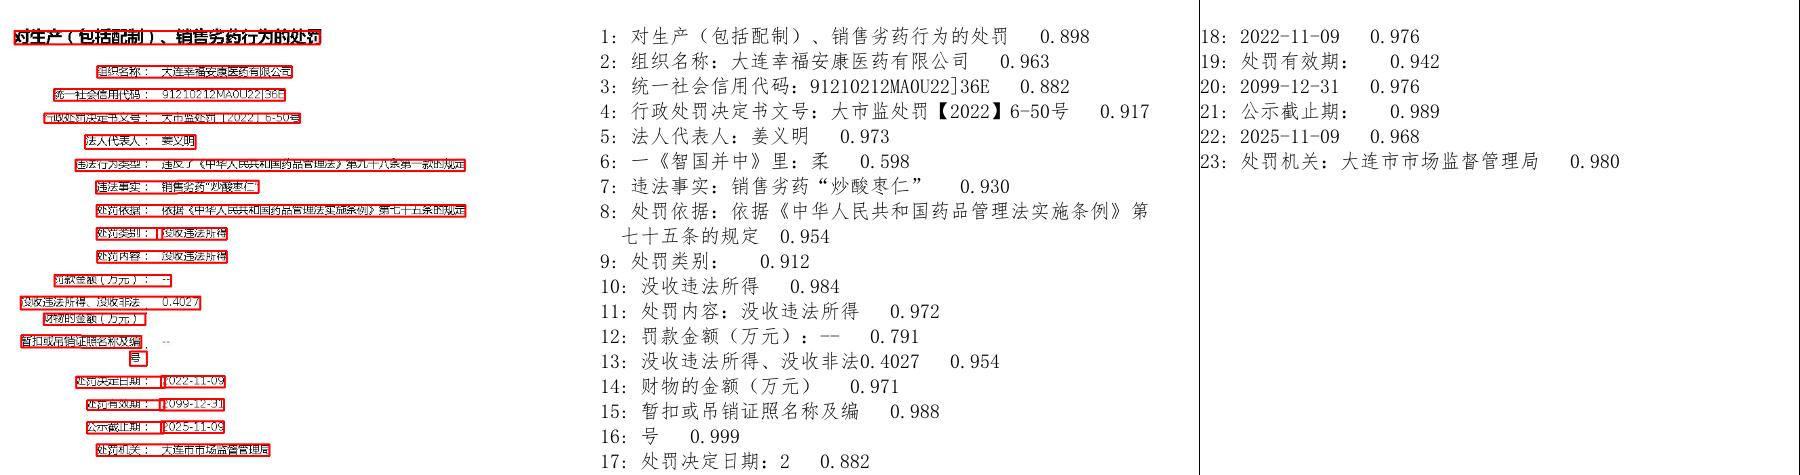 对生产（包括配制）、销售劣药行为的处罚
组织名称： 大连幸福安康医药有限公司
统一社会信用代码： 91210212MA0U22J36E
行政处罚决定书文号： 大市监处罚【2022】6-50号
法人代表人： 姜义明
违法行为类型： 违反了《中华人民共和国药品管理法》第九十八条第一款的规定
违法事实： 销售劣药“炒酸枣仁”
处罚依据： 依据《中华人民共和国药品管理法实施条例》第七十五条的规定
处罚类别： 没收违法所得
处罚内容： 没收违法所得
罚款金额（万元）： --
没收违法所得、没收非法 0.4027
财物的金额（万元）
暂扣或吊销证照名称及编 --
号
处罚决定日期： 2022-11-09
处罚有效期： 2099-12-31
公示截止期： 2025-11-09
处罚机关： 大连市市场监督管理局
1: 对生产（包括配制）、销售劣药行为的处罚 0.898
2: 组织名称：大连幸福安康医药有限公司 0.963
3: 统一社会信用代码：91210212MA0U22]36E 0.882
4: 行政处罚决定书文号：大市监处罚【2022】6-50号 0.917
5: 法人代表人：姜义明 0.973
6: 一《智国并中》里：柔 0.598
7: 违法事实：销售劣药“炒酸枣仁” 0.930
8: 处罚依据：依据《中华人民共和国药品管理法实施条例》第
七十五条的规定 0.954
9: 处罚类别： 0.912
10: 没收违法所得 0.984
11: 处罚内容：没收违法所得 0.972
12: 罚款金额（万元）：-- 0.791
13: 没收违法所得、没收非法0.4027 0.954
14: 财物的金额（万元） 0.971
15: 暂扣或吊销证照名称及编 0.988
16: 号 0.999
17: 处罚决定日期：2 0.882
18: 2022-11-09 0.976
19: 处罚有效期： 0.942
20: 2099-12-31 0.976
21: 公示截止期： 0.989
22: 2025-11-09 0.968
23: 处罚机关：大连市市场监督管理局 0.980